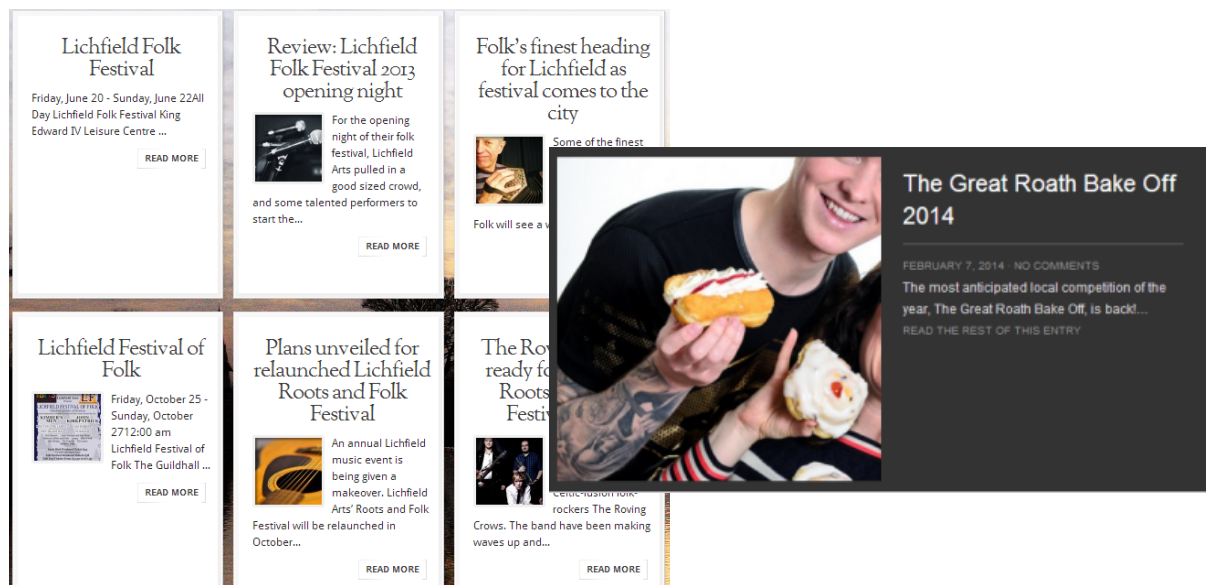 Lichfield Folk
Festival
Friday, June 20 - Sunday, June 22All
Day Lichfield Folk Festival King
Edward IV Leisure Centre ...
READ MORE
Review: Lichfield
Folk Festival 2013
opening night
For the opening
night of their folk
festival, Lichfield
Arts pulled in a
good sized crowd,
and some talented performers to
start the...
READ MORE
Folk's finest heading
for Lichfield as
festival comes to the
city
Some of the finest
Folk will see a
Lichfield Festival of
Folk
Friday, October 25 -
Sunday, October
2712:00 am
Lichfield Festival of
Folk The Guildhall ...
READ MORE
Plans unveiled for
relaunched Lichfield
Roots and Folk
Festival
An annual Lichfield
music event is
being given a
makeover. Lichfield
Arts' Roots and Folk
Festival will be relaunched in
October...
READ MORE
The
ready
Roots
rockers The Roving
Crows. The band have been making
waves up and...
READ MORE
The Great Roath Bake Off
2014
FEBRUARY 7, 2014 · NO COMMENTS
The most anticipated local competition of the
year, The Great Roath Bake Off, is back!...
READ THE REST OF THIS ENTRY